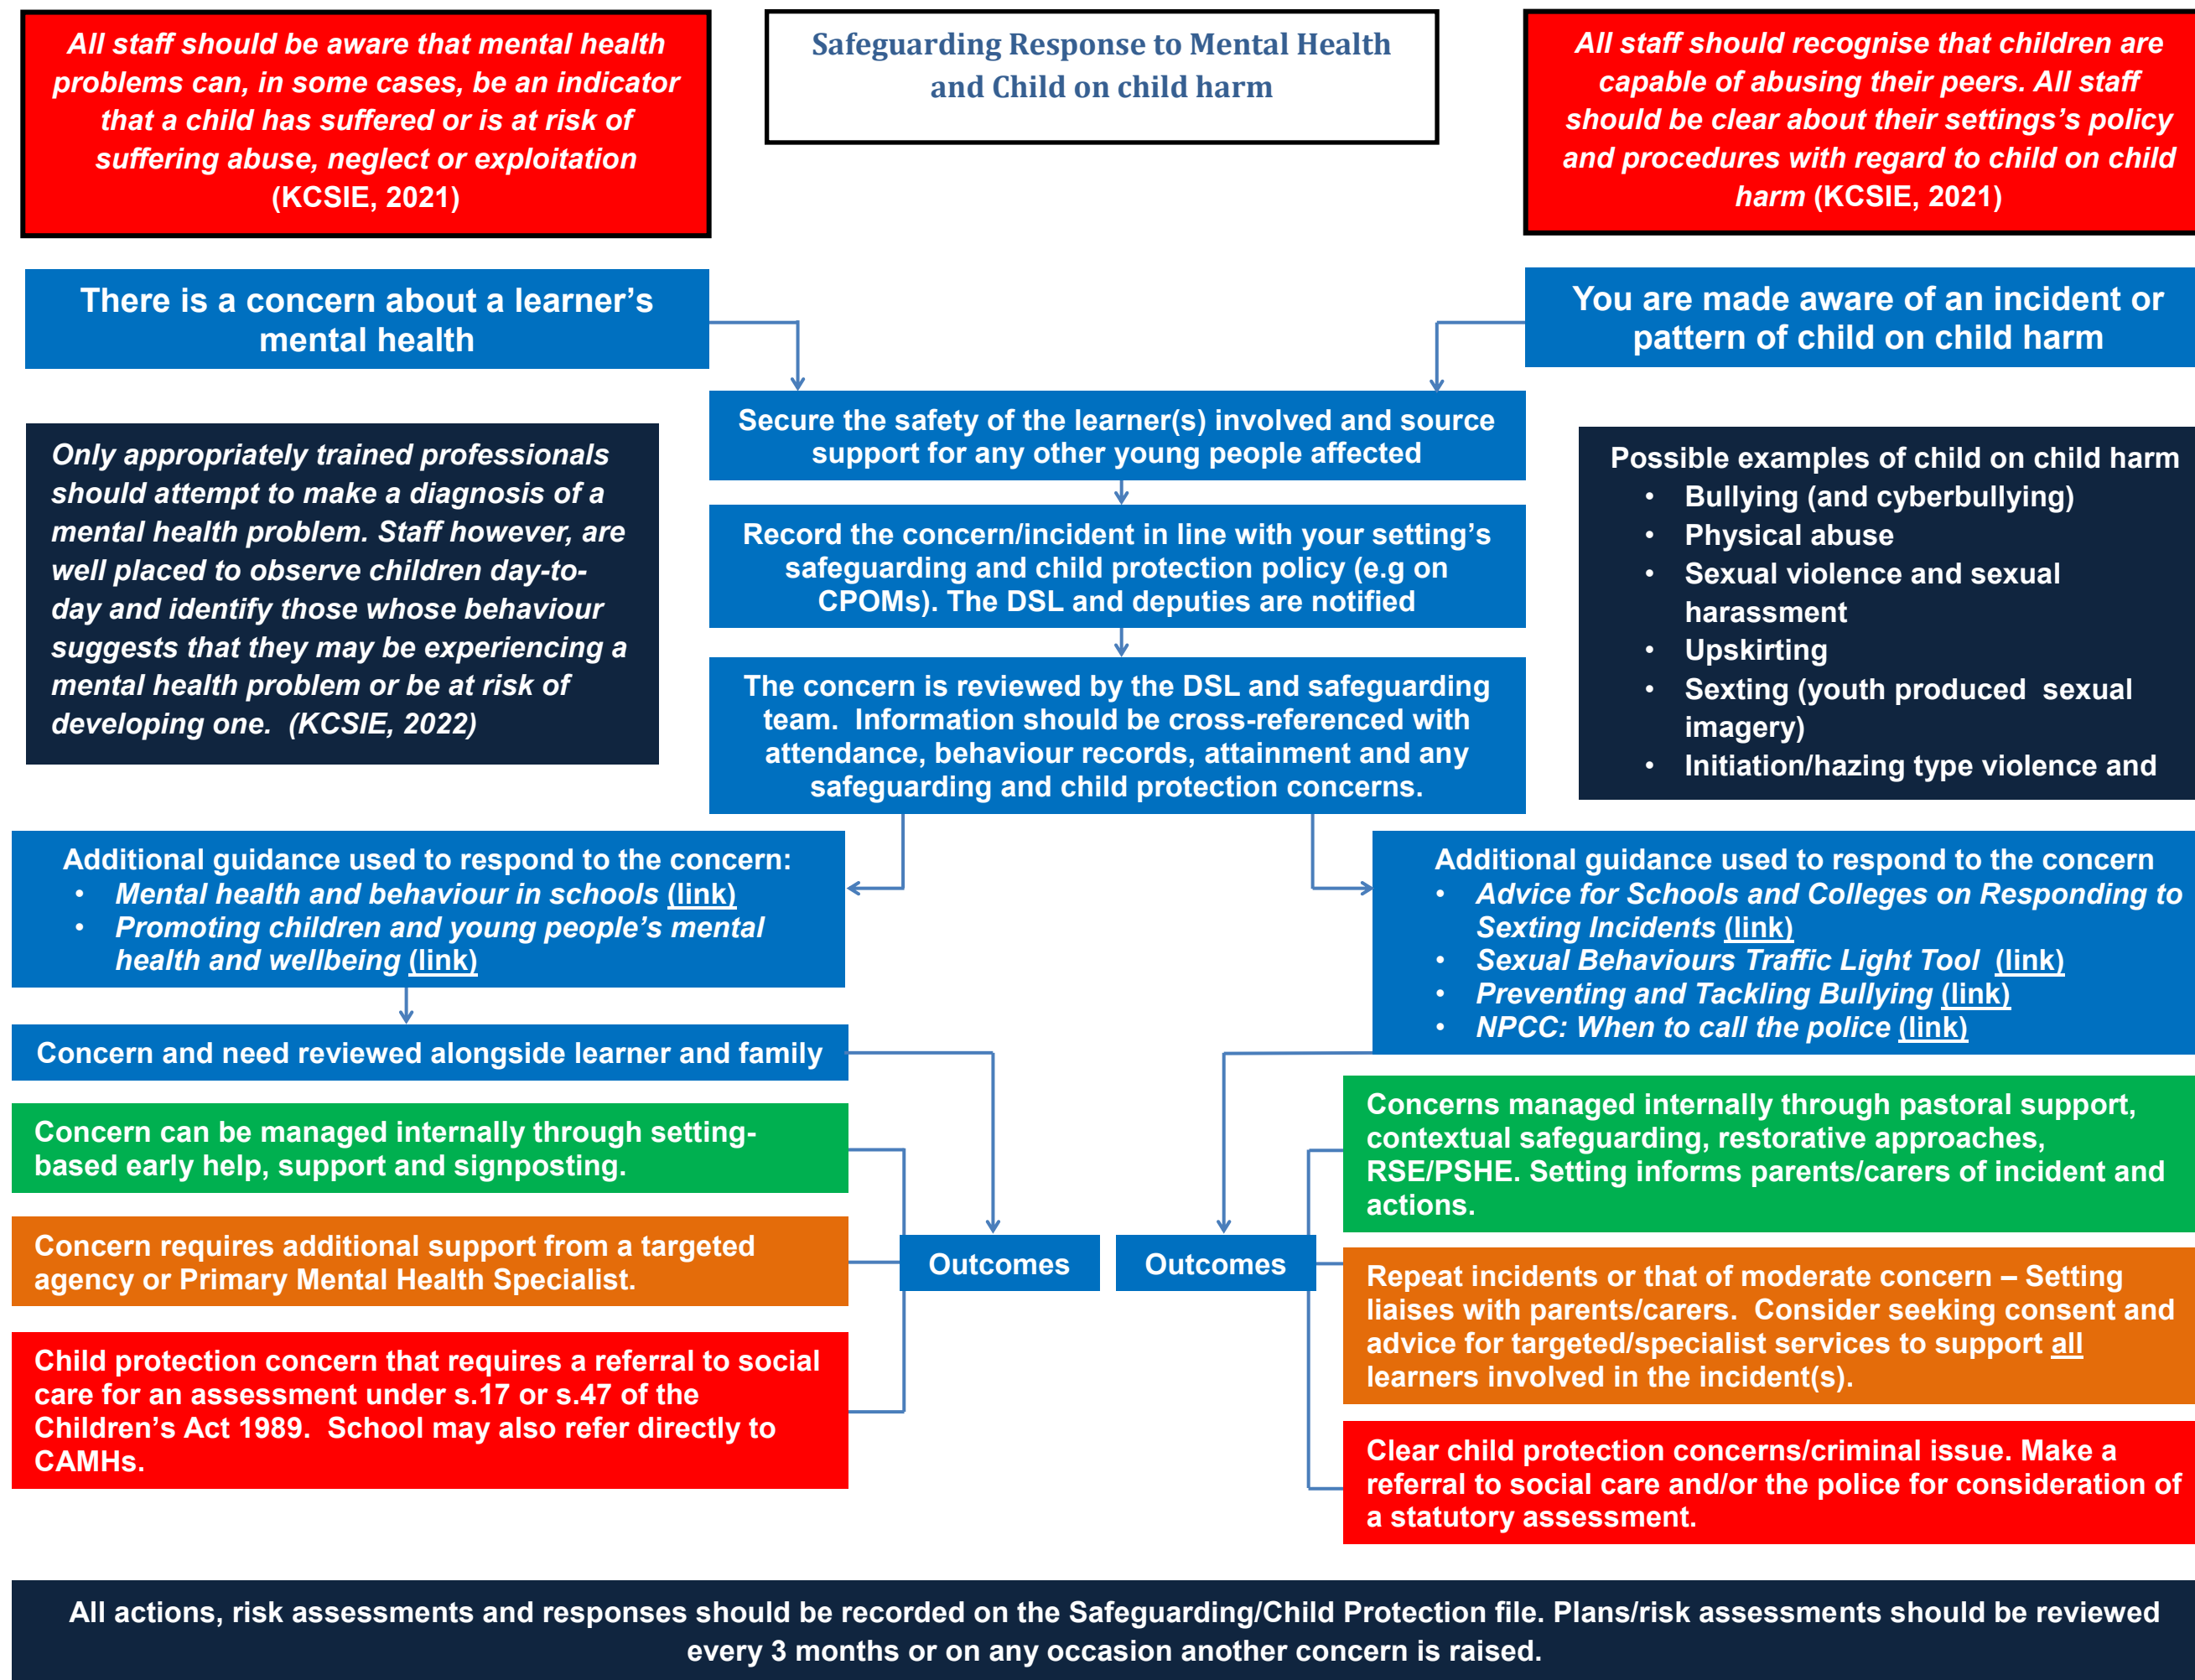 All staff should be aware that mental health
problems can, in some cases, be an indicator
that a child has suffered or is at risk of
suffering abuse, neglect or exploitation
(KCSIE, 2021)
Safeguarding Response to Mental Health
and Child on child harm
All staff should recognise that children are
capable of abusing their peers. All staff
should be clear about their settings's policy
and procedures with regard to child on child
harm (KCSIE, 2021)
There is a concern about a learner’s
mental health
You are made aware of an incident or
pattern of child on child harm
Secure the safety of the learner(s) involved and source
support for any other young people affected
Only appropriately trained professionals
should attempt to make a diagnosis of a
mental health problem. Staff however, are
well placed to observe children day-to-
day and identify those whose behaviour
suggests that they may be experiencing a
mental health problem or be at risk of
developing one.  (KCSIE, 2022)
Record the concern/incident in line with your setting’s
safeguarding and child protection policy (e.g on
CPOMs). The DSL and deputies are notified
The concern is reviewed by the DSL and safeguarding
team.  Information should be cross-referenced with
attendance, behaviour records, attainment and any
safeguarding and child protection concerns.
Possible examples of child on child harm
• Bullying (and cyberbullying)
• Physical abuse
• Sexual violence and sexual
harassment
• Upskirting
• Sexting (youth produced  sexual
imagery)
• Initiation/hazing type violence and
Additional guidance used to respond to the concern:
• Mental health and behaviour in schools (link)
• Promoting children and young people’s mental
health and wellbeing (link)
Additional guidance used to respond to the concern
• Advice for Schools and Colleges on Responding to
Sexting Incidents (link)
• Sexual Behaviours Traffic Light Tool  (link)
• Preventing and Tackling Bullying (link)
• NPCC: When to call the police (link)
Concern and need reviewed alongside learner and family
Concern can be managed internally through setting-
based early help, support and signposting.
Concern requires additional support from a targeted
agency or Primary Mental Health Specialist.
Child protection concern that requires a referral to social
care for an assessment under s.17 or s.47 of the
Children’s Act 1989.  School may also refer directly to
CAMHs.
Outcomes
Outcomes
Concerns managed internally through pastoral support,
contextual safeguarding, restorative approaches,
RSE/PSHE. Setting informs parents/carers of incident and
actions.
Repeat incidents or that of moderate concern – Setting
liaises with parents/carers.  Consider seeking consent and
advice for targeted/specialist services to support all
learners involved in the incident(s).
Clear child protection concerns/criminal issue. Make a
referral to social care and/or the police for consideration of
a statutory assessment.
All actions, risk assessments and responses should be recorded on the Safeguarding/Child Protection file. Plans/risk assessments should be reviewed
every 3 months or on any occasion another concern is raised.